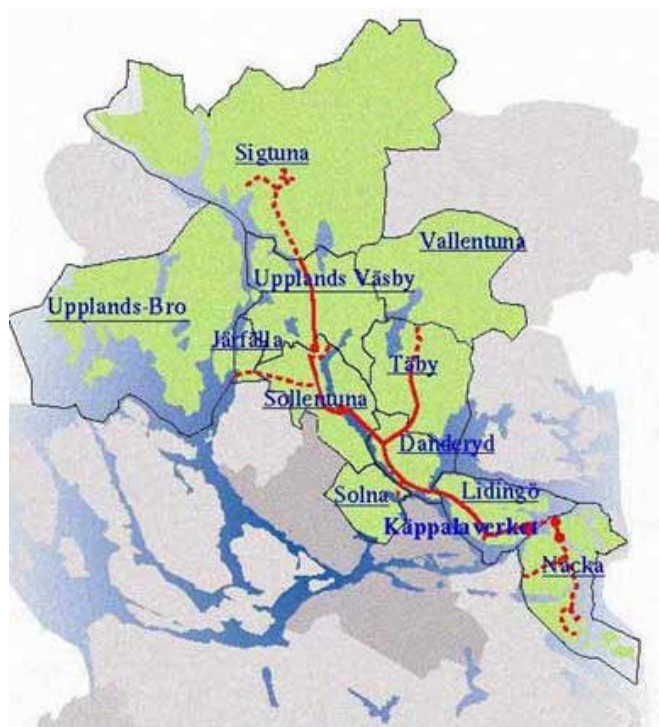 Sigtuna
Vallentuna
Upplands Väsby
Upplands-Bro
Järfälla
Täby
Sollentuna
Danderyd
Solna
Lidingö
Käppalaverket
Nacka